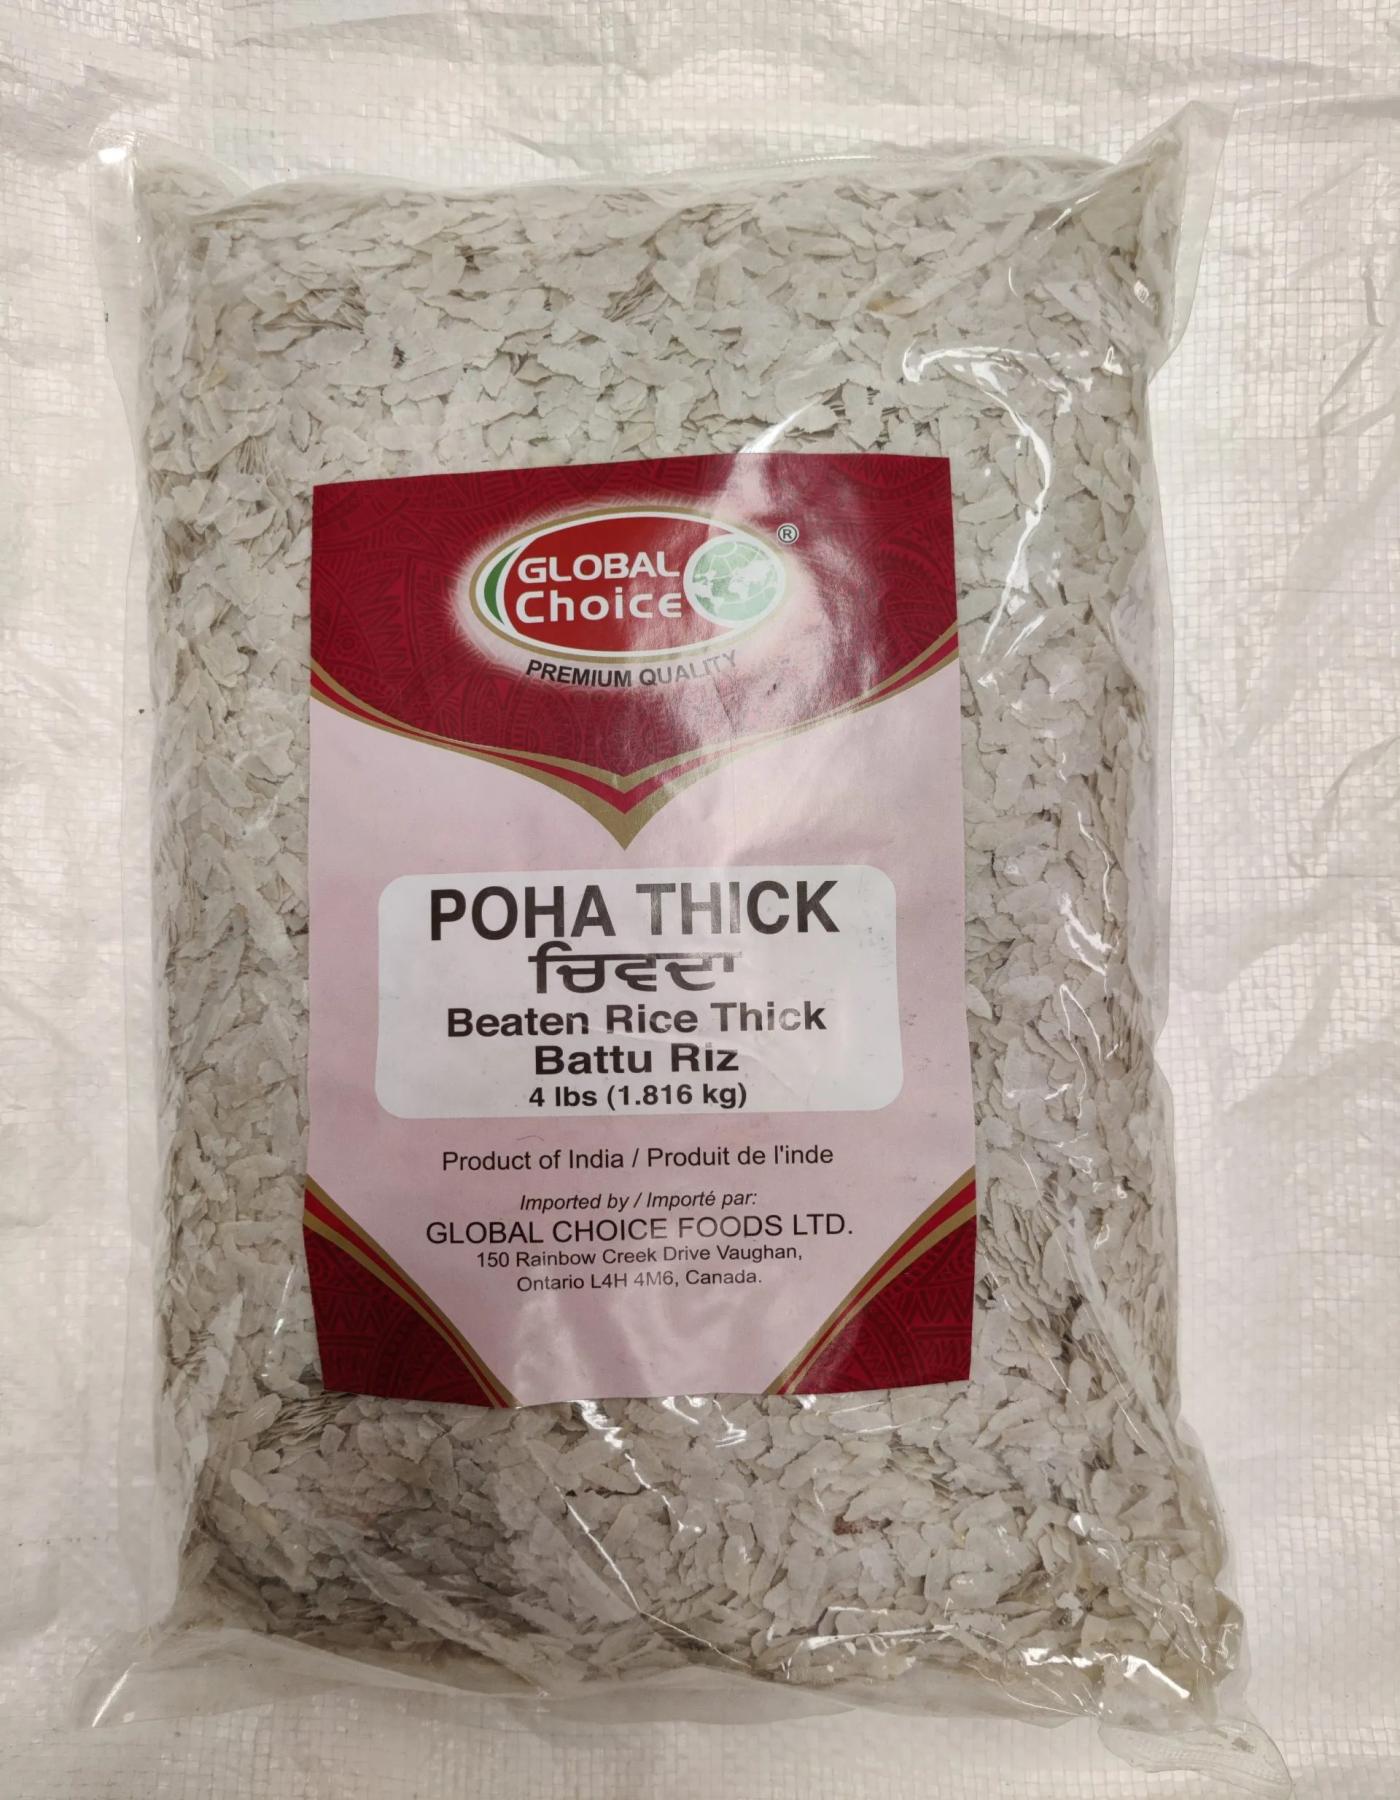 GLOBAL
Choice
®
PREMIUM QUALITY
POHA THICK
ਚਿਵਦਾ
Beaten Rice Thick
Battu Riz
4 lbs (1.816 kg)
Product of India / Produit de l'inde
Imported by / Importé par:
GLOBAL CHOICE FOODS LTD.
150 Rainbow Creek Drive Vaughan,
Ontario L4H 4M6, Canada.